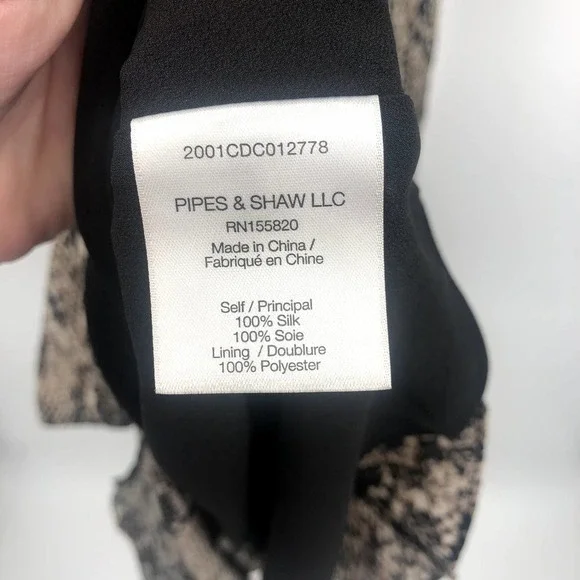 2001CDC012778
PIPES & SHAW LLC
RN155820
Made in China /
Fabriqué en Chine
Self / Principal
100% Silk
100% Soie
Lining / Doublure
100% Polyester